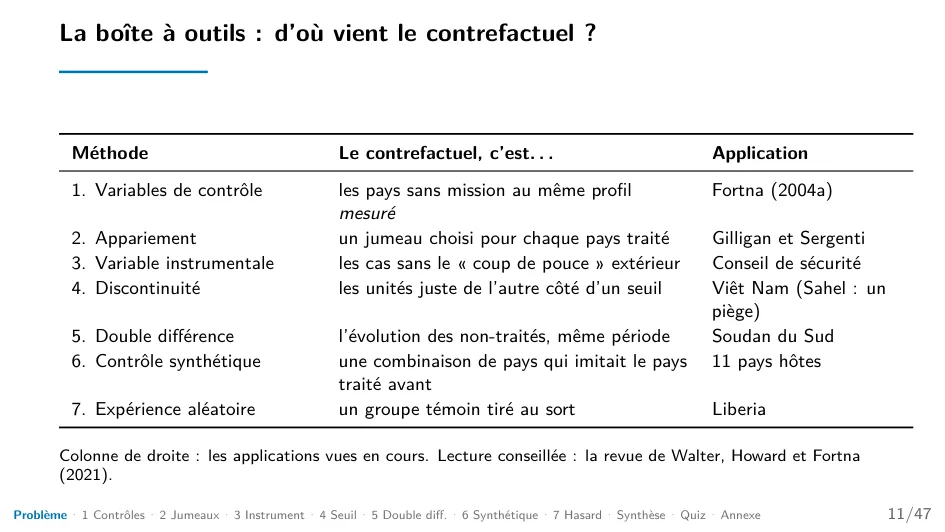 La boîte à outils : d’où vient le contrefactuel ?
Méthode Le contrefactuel, c’est. . . Application
1. Variables de contrôle les pays sans mission au même profil Fortna (2004a)
mesuré
2. Appariement un jumeau choisi pour chaque pays traité Gilligan et Sergenti
3. Variable instrumentale les cas sans le « coup de pouce » extérieur Conseil de sécurité
4. Discontinuité les unités juste de l’autre côté d’un seuil Viêt Nam (Sahel : un
piège)
5. Double différence l’évolution des non-traités, même période Soudan du Sud
6. Contrôle synthétique une combinaison de pays qui imitait le pays 11 pays hôtes
traité avant
7. Expérience aléatoire un groupe témoin tiré au sort Liberia
Colonne de droite : les applications vues en cours. Lecture conseillée : la revue de Walter, Howard et Fortna
(2021).
Problème · 1 Contrôles · 2 Jumeaux · 3 Instrument · 4 Seuil · 5 Double diff. · 6 Synthétique · 7 Hasard · Synthèse · Quiz · Annexe 11/47